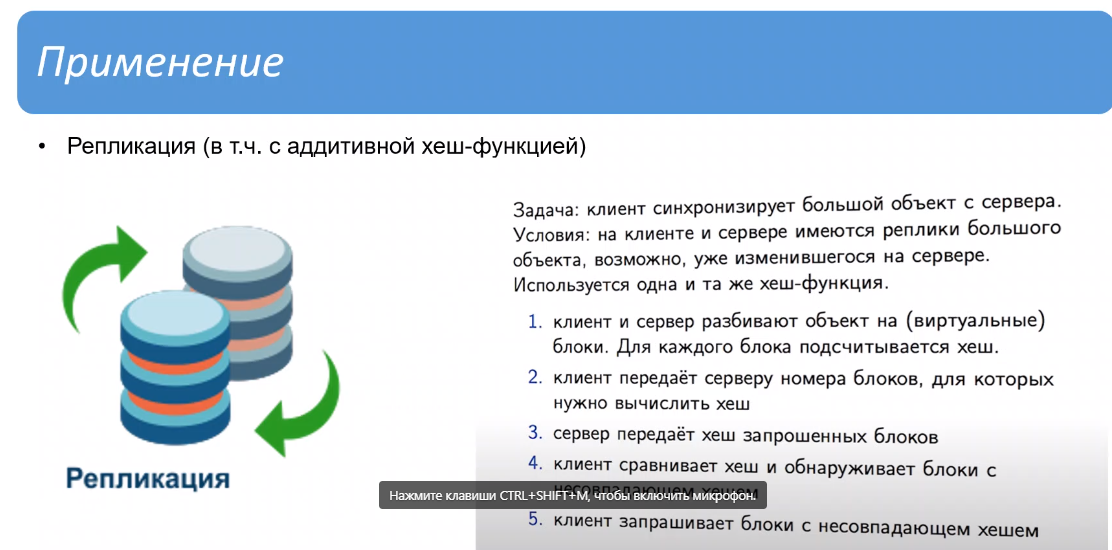 Применение
• Репликация (в т.ч. с аддитивной хеш-функцией)
Репликация
Задача: клиент синхронизирует большой объект с сервера.
Условия: на клиенте и сервере имеются реплики большого
объекта, возможно, уже изменившегося на сервере.
Используется одна и та же хеш-функция.
1. клиент и сервер разбивают объект на (виртуальные)
блоки. Для каждого блока подсчитывается хеш.
2. клиент передаёт серверу номера блоков, для которых
нужно вычислить хеш
3. сервер передаёт хеш запрошенных блоков
4. клиент сравнивает хеш и обнаруживает блоки с
несовпадающем хешем
Нажмите клавиши CTRL+SHIFT+M, чтобы включить микрофон.
5. клиент запрашивает блоки с несовпадающем хешем